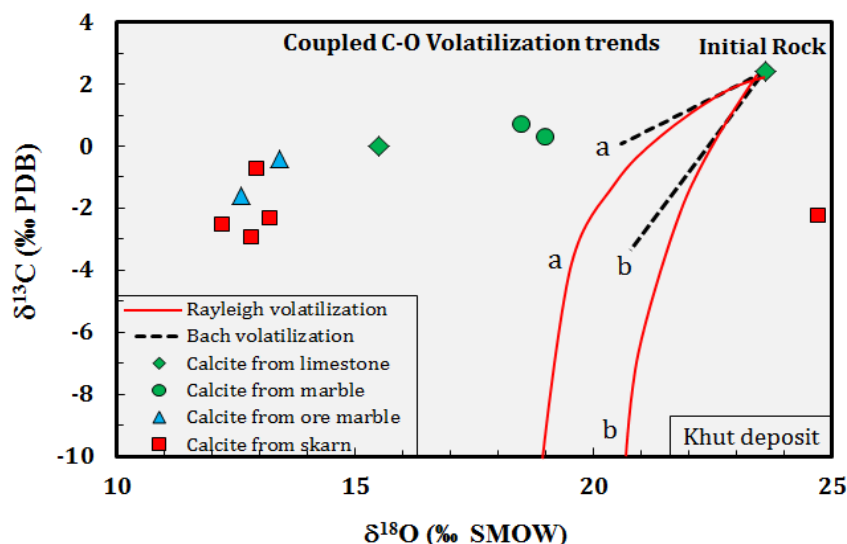 Coupled C-O Volatilization trends
Initial Rock
4
2
0
-2
-4
-6
-8
-10
δ13C (‰ PDB)
a
b
a
b
Rayleigh volatilization
Bach volatilization
Calcite from limestone
Calcite from marble
Calcite from ore marble
Calcite from skarn
Khut deposit
10
15
20
25
δ18O (‰ SMOW)